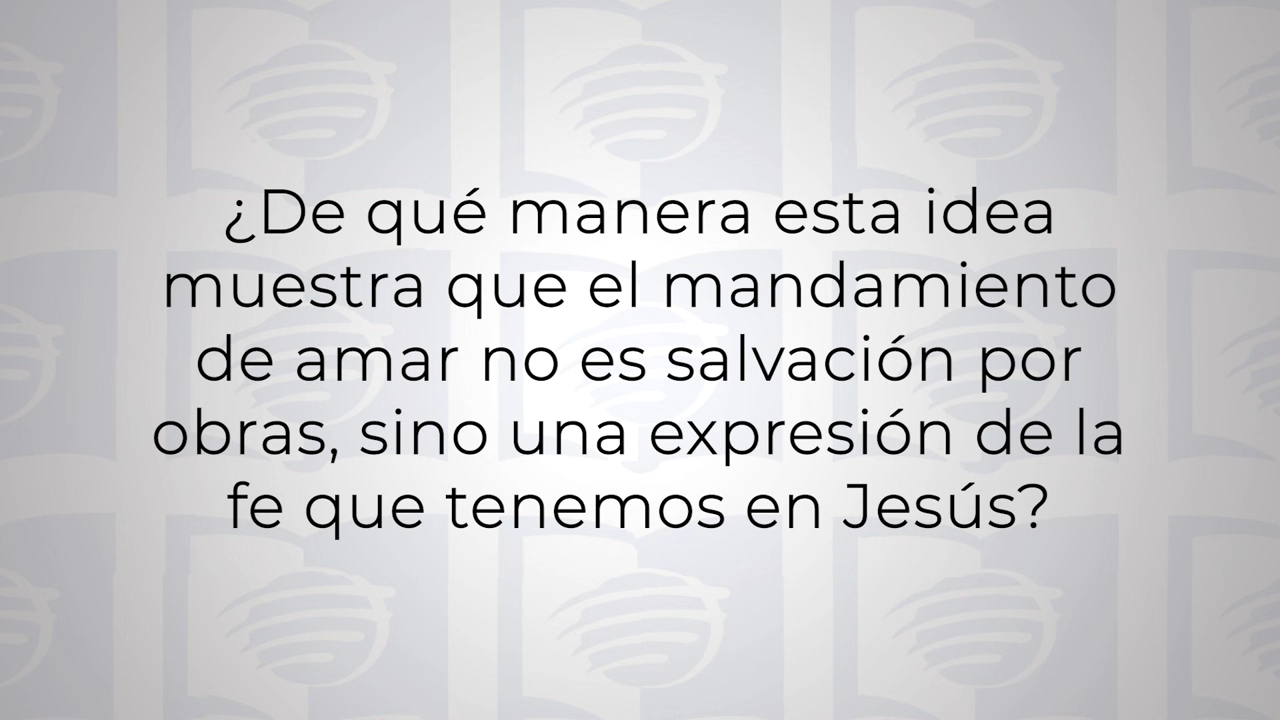 ¿De qué manera esta idea
muestra que el mandamiento
de amar no es salvación por
obras, sino una expresión de la
fe que tenemos en Jesús?